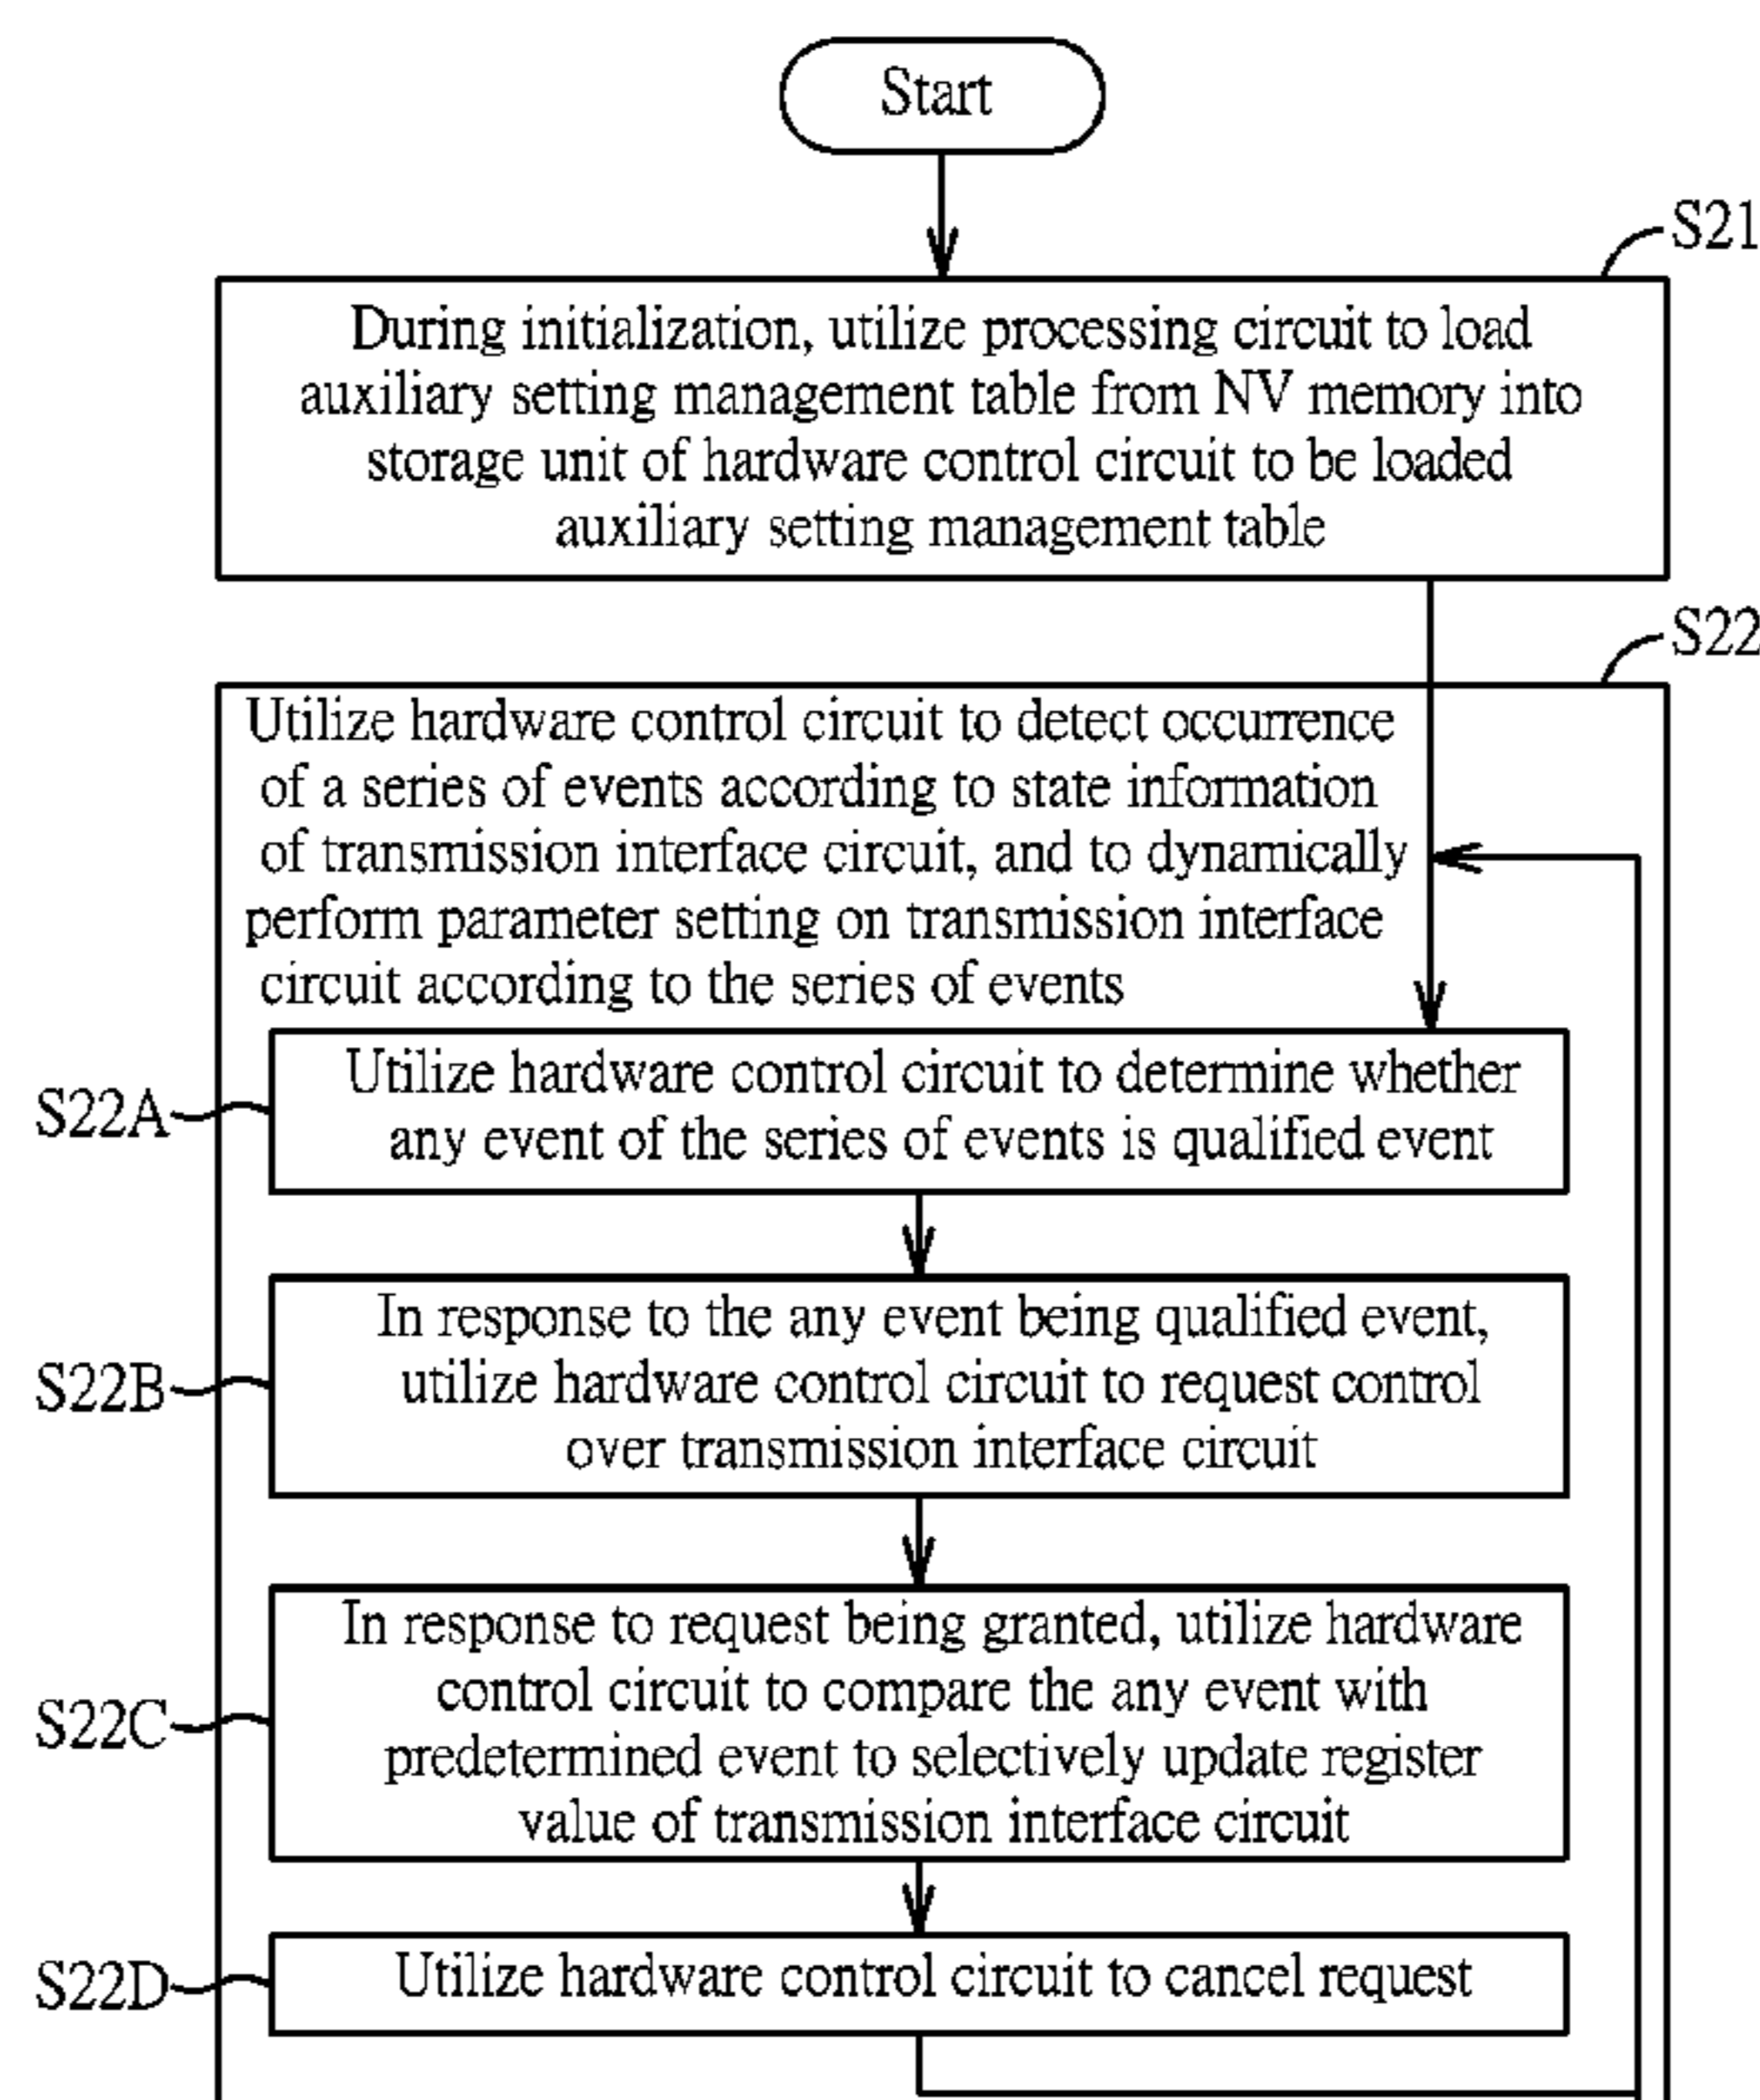 Start
S21
During initialization, utilize processing circuit to load
auxiliary setting management table from NV memory into
storage unit of hardware control circuit to be loaded
auxiliary setting management table
S22
Utilize hardware control circuit to detect occurrence
of a series of events according to state information
of transmission interface circuit, and to dynamically
perform parameter setting on transmission interface
circuit according to the series of events
S22A
Utilize hardware control circuit to determine whether
any event of the series of events is qualified event
S22B
In response to the any event being qualified event,
utilize hardware control circuit to request control
over transmission interface circuit
S22C
In response to request being granted, utilize hardware
control circuit to compare the any event with
predetermined event to selectively update register
value of transmission interface circuit
S22D
Utilize hardware control circuit to cancel request